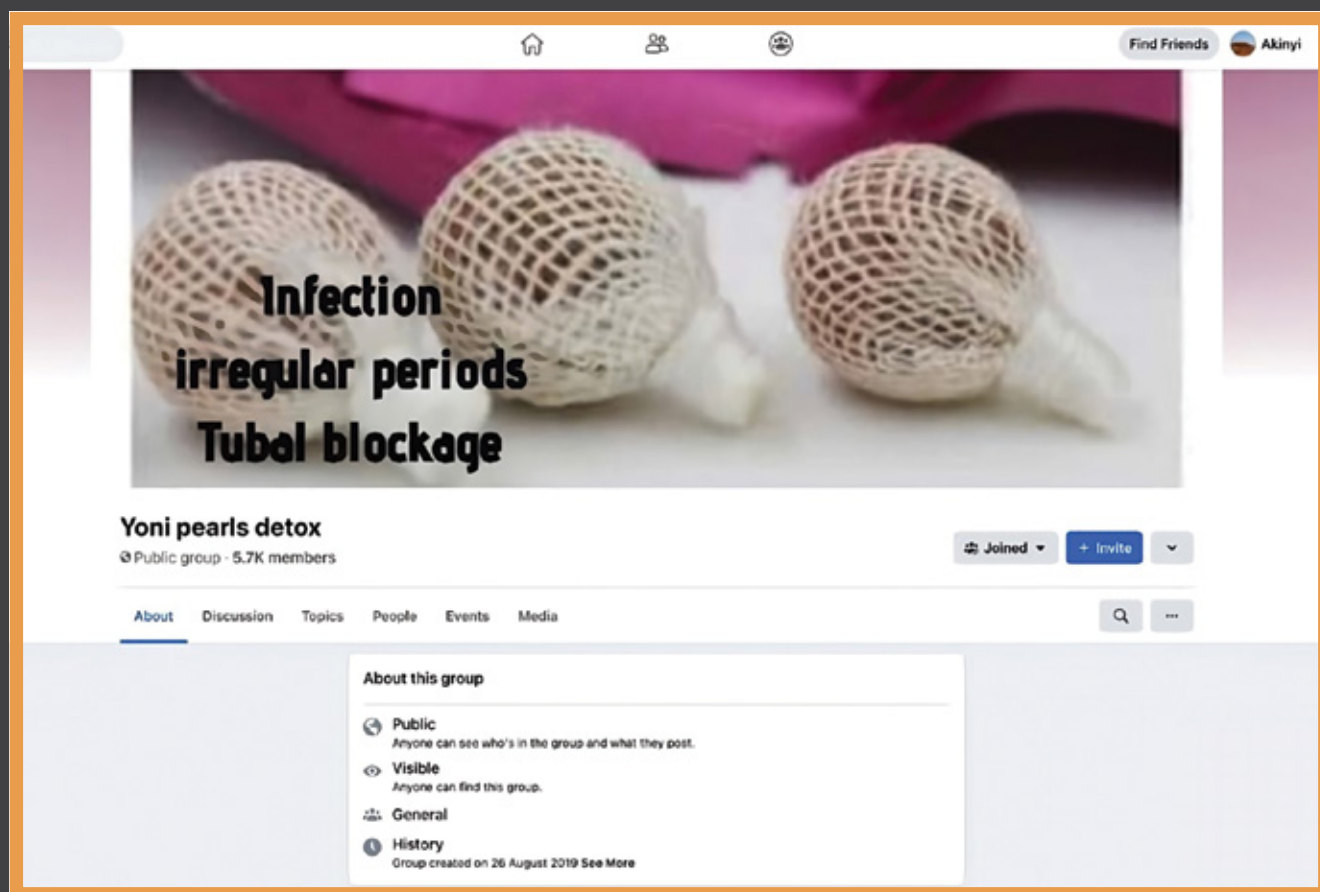 Find Friends
Akinyi
Infection
irregular periods
Tubal blockage
Yoni pearls detox
Public group · 5.7K members
Joined
+ Invite
About Discussion Topics People Events Media
About this group
Public
Anyone can see who's in the group and what they post.
Visible
Anyone can find this group.
General
History
Group created on 26 August 2019 See More